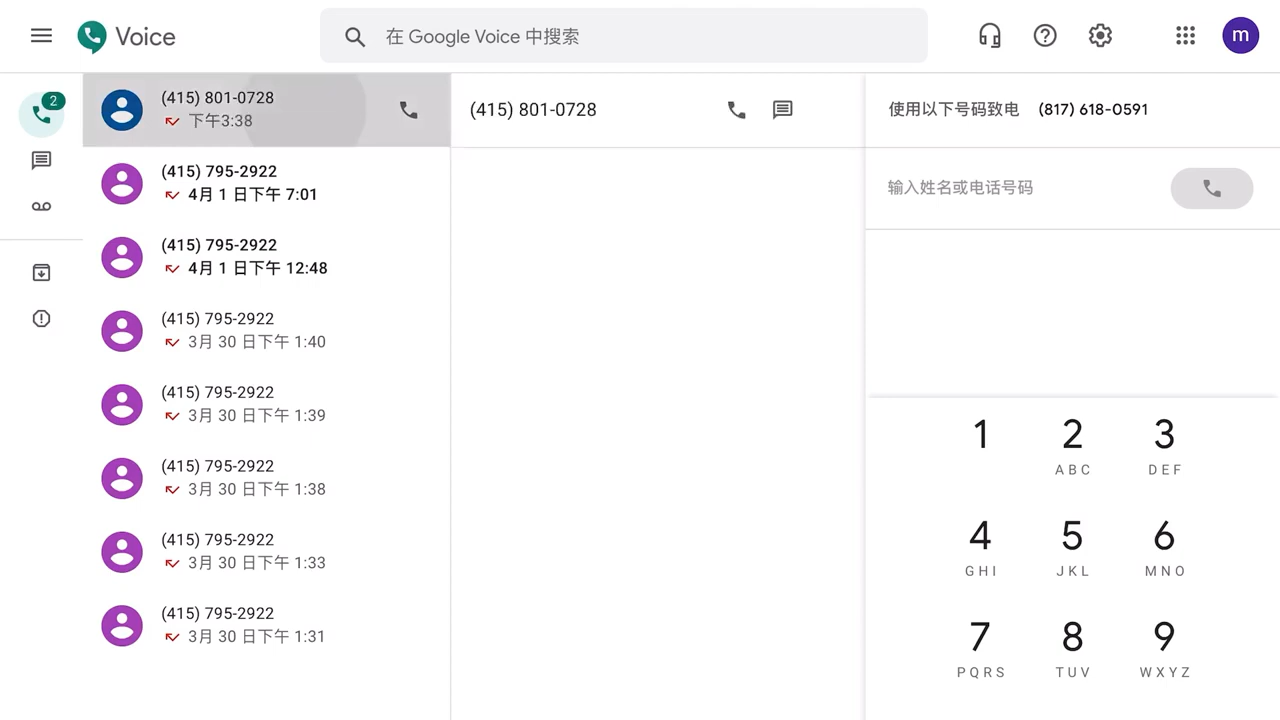 Voice
在 Google Voice 中搜索
m
2
(415) 801-0728
下午3:38
(415) 795-2922
4月 1 日下午 7:01
(415) 795-2922
4月 1 日下午 12:48
(415) 795-2922
3月 30 日下午 1:40
(415) 795-2922
3月 30 日下午 1:39
(415) 795-2922
3月 30 日下午 1:38
(415) 795-2922
3月 30 日下午 1:33
(415) 795-2922
3月 30 日下午 1:31
(415) 801-0728
使用以下号码致电 (817) 618-0591
输入姓名或电话号码
1 2 3
ABC DEF
4 5 6
GHI JKL MNO
7 8 9
PQRS TUV WXYZ